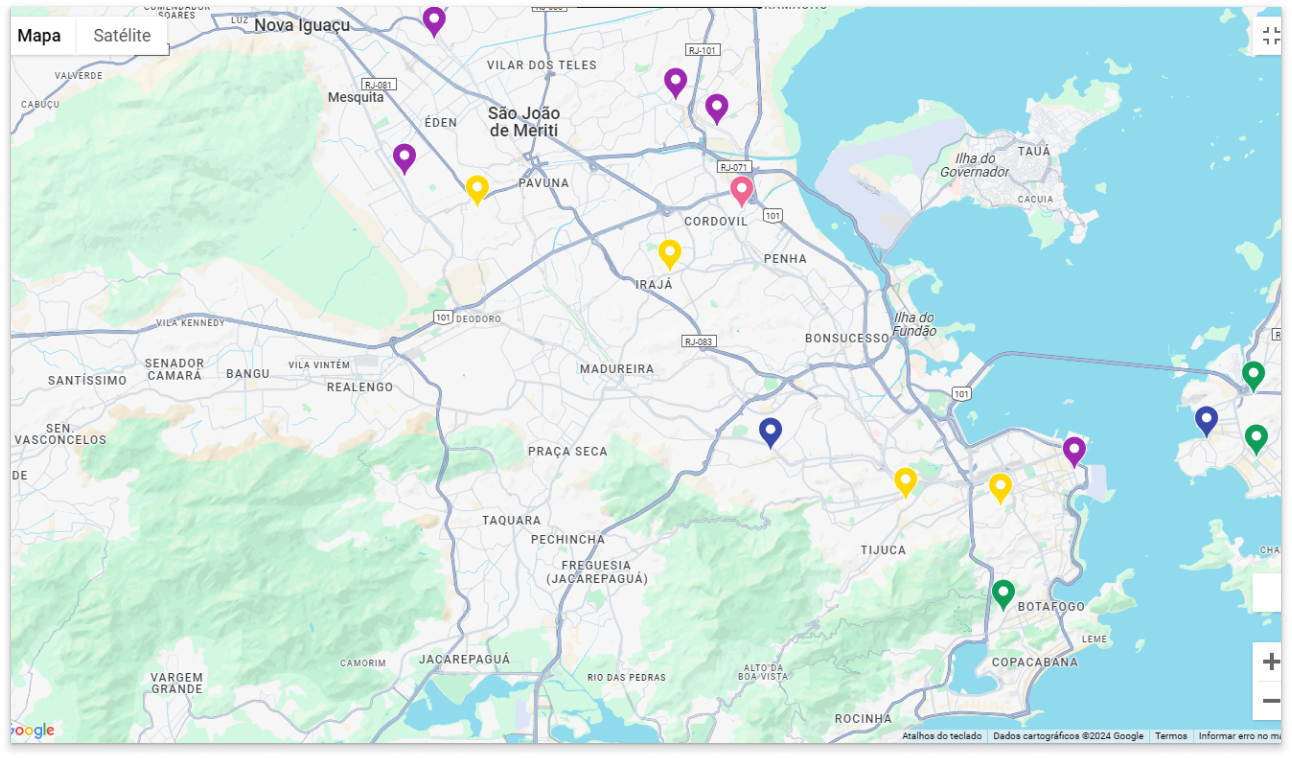 COMENDADOR
SOARES
LUZ
Nova Iguaçu
Mapa
Satélite
RJ-101
VILAR DOS TELES
VALVERDE
RJ-081
Mesquita
CABUÇU
São João
de Meriti
ÉDEN
TAUÁ
Ilha do
Governador
RJ-071
PAVUNA
CACUIA
CORDOVIL
101
PENHA
IRAJÁ
101
DEODORO
VILA KENNEDY
Ilha do
Fundão
BONSUCESSO
RJ-083
SENADOR
CAMARÁ
VILA VINTÉM
BANGU
MADUREIRA
SANTÍSSIMO
REALENGO
101
SEN.
VASCONCELOS
PRAÇA SECA
DE
TAQUARA
PECHINCHA
TIJUCA
CHA
FREGUESIA
(JACAREPAGUÁ)
BOTAFOGO
LEME
CAMORIM
JACAREPAGUÁ
COPACABANA
ALTO DA
BOA VISTA
RIO DAS PEDRAS
VARGEM
GRANDE
ROCINHA
Google
Atalhos do teclado
Dados cartográficos ©2024 Google
Termos
Informar erro no ma